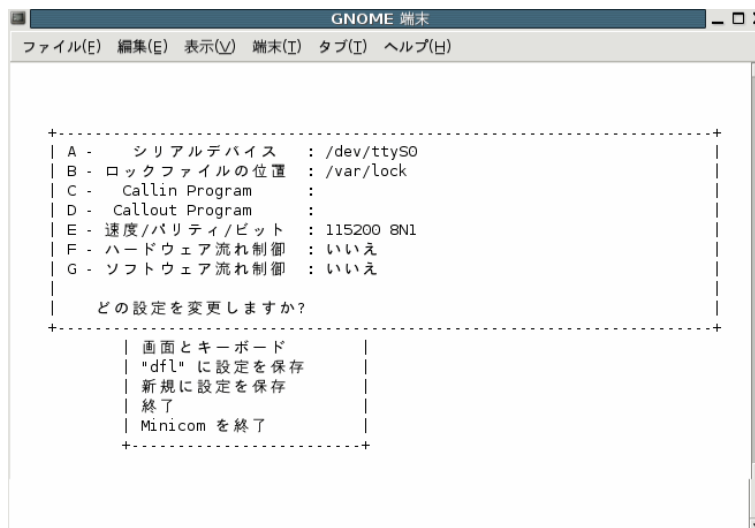 GNOME 端末
ファイル(F) 編集(E) 表示(V) 端末(T) タブ(T) ヘルプ(H)
A - シリアルデバイス : /dev/ttyS0
B - ロックファイルの位置 : /var/lock
C - Callin Program :
D - Callout Program :
E - 速度/パリティ/ビット : 115200 8N1
F - ハードウェア流れ制御 : いいえ
G - ソフトウェア流れ制御 : いいえ
どの設定を変更しますか?
画面とキーボード
"dfl" に設定を保存
新規に設定を保存
終了
Minicom を終了